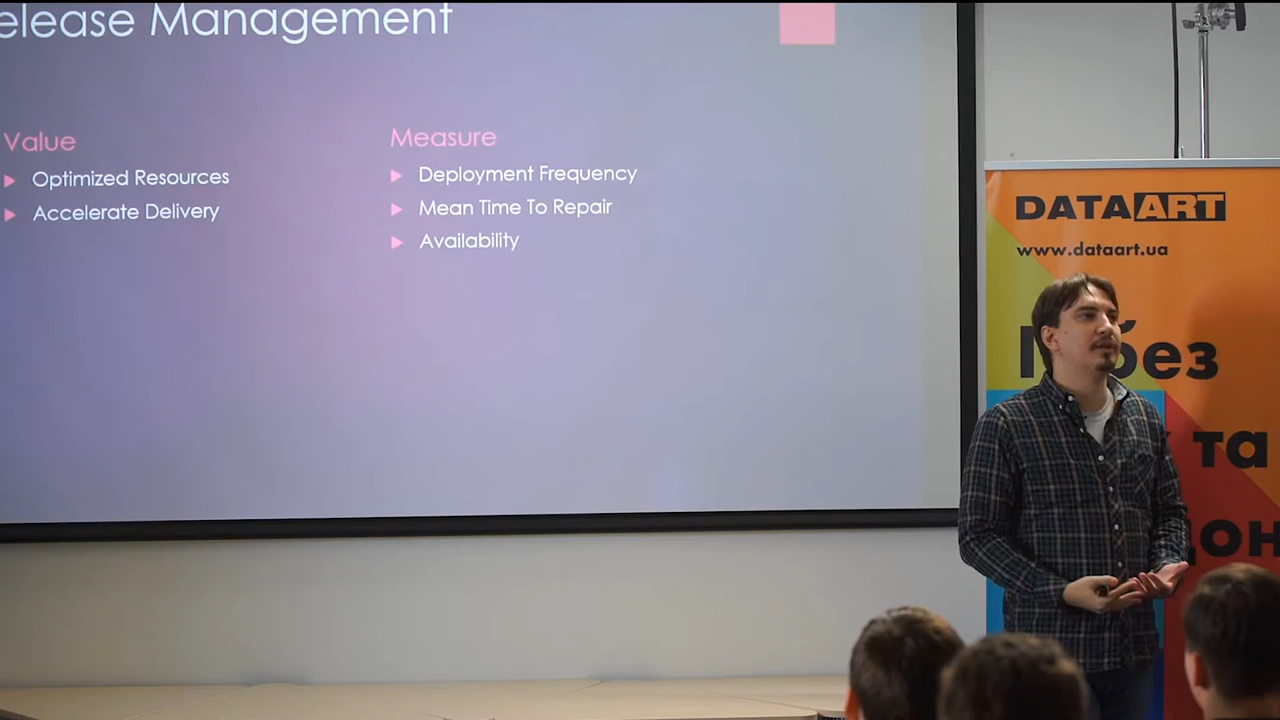 elease Management
Value
Optimized Resources
Accelerate Delivery
Measure
Deployment Frequency
Mean Time To Repair
Availability
DATAART
www.dataart.ua
без
та